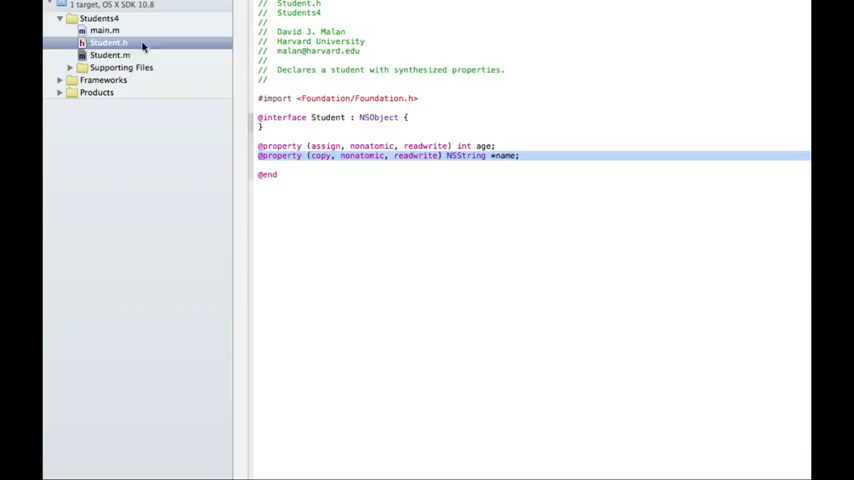 1 target, OS X SDK 10.8
Students4
main.m
Student.h
Student.m
Supporting Files
Frameworks
Products
// Student.h
// Students4
//
// David J. Malan
// Harvard University
// malan@harvard.edu
//
// Declares a student with synthesized properties.
//
#import <Foundation/Foundation.h>
@interface Student : NSObject {
}
@property (assign, nonatomic, readwrite) int age;
@property (copy, nonatomic, readwrite) NSString *name;
@end